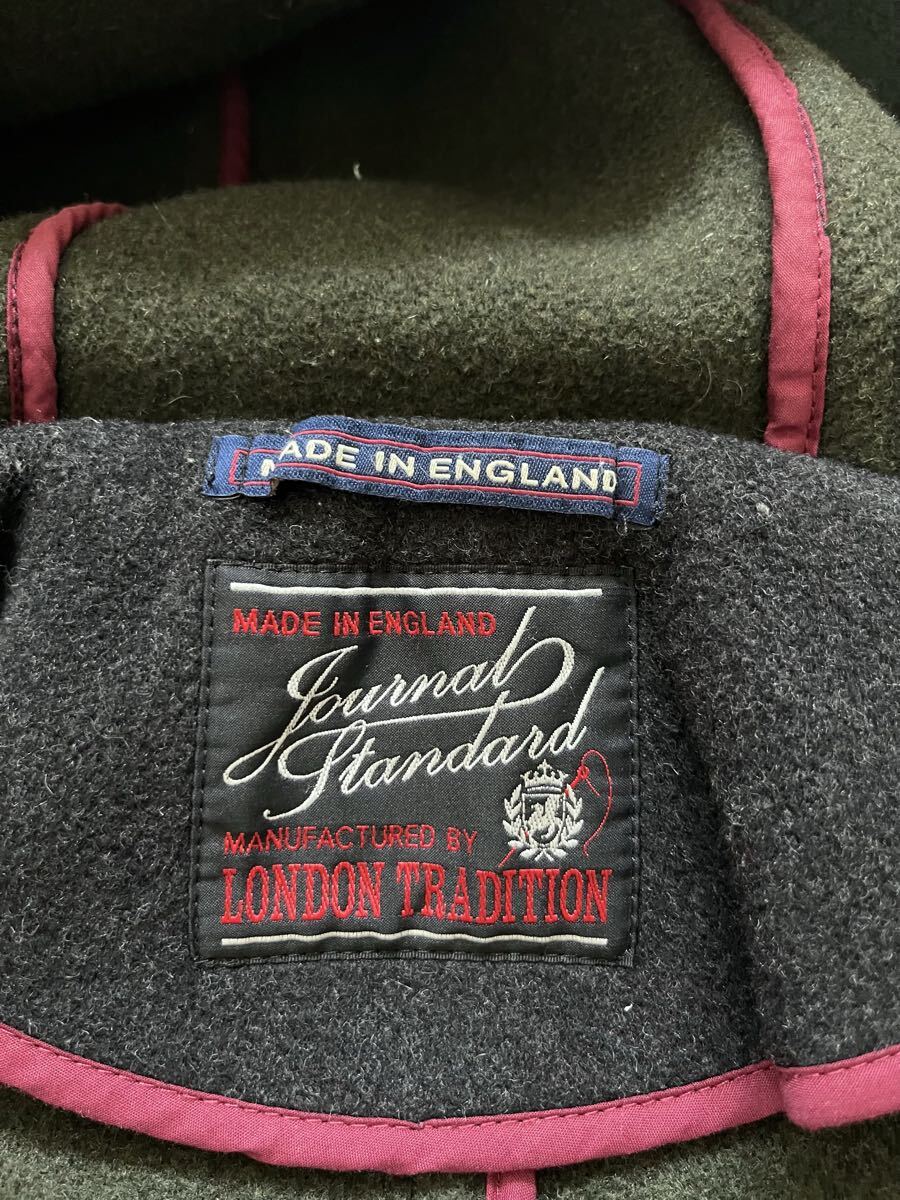 MADE IN ENGLAND
MADE IN ENGLAND
Journal
Standard
MANUFACTURED BY
LONDON TRADITION